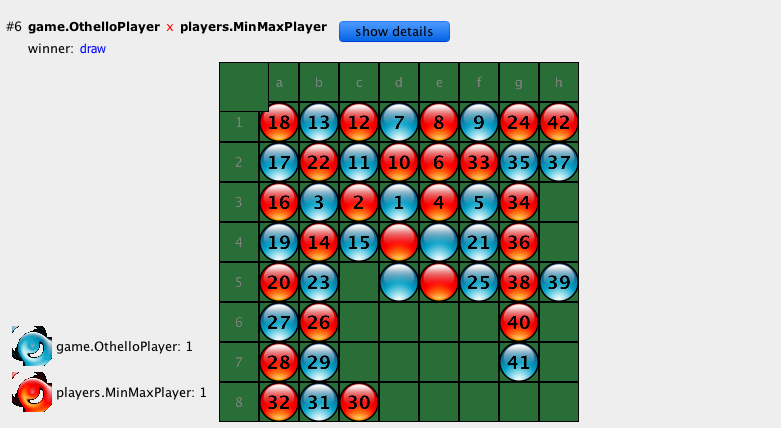 #6 game.OthelloPlayer x players.MinMaxPlayer show details
winner: draw
a b c d e f g h
1 18 13 12 7 8 9 24 42
2 17 22 11 10 6 33 35 37
3 16 3 2 1 4 5 34
4 19 14 15 21 36
5 20 23 25 38 39
6 27 26 40
7 28 29 41
8 32 31 30
game.OthelloPlayer: 1
players.MinMaxPlayer: 1